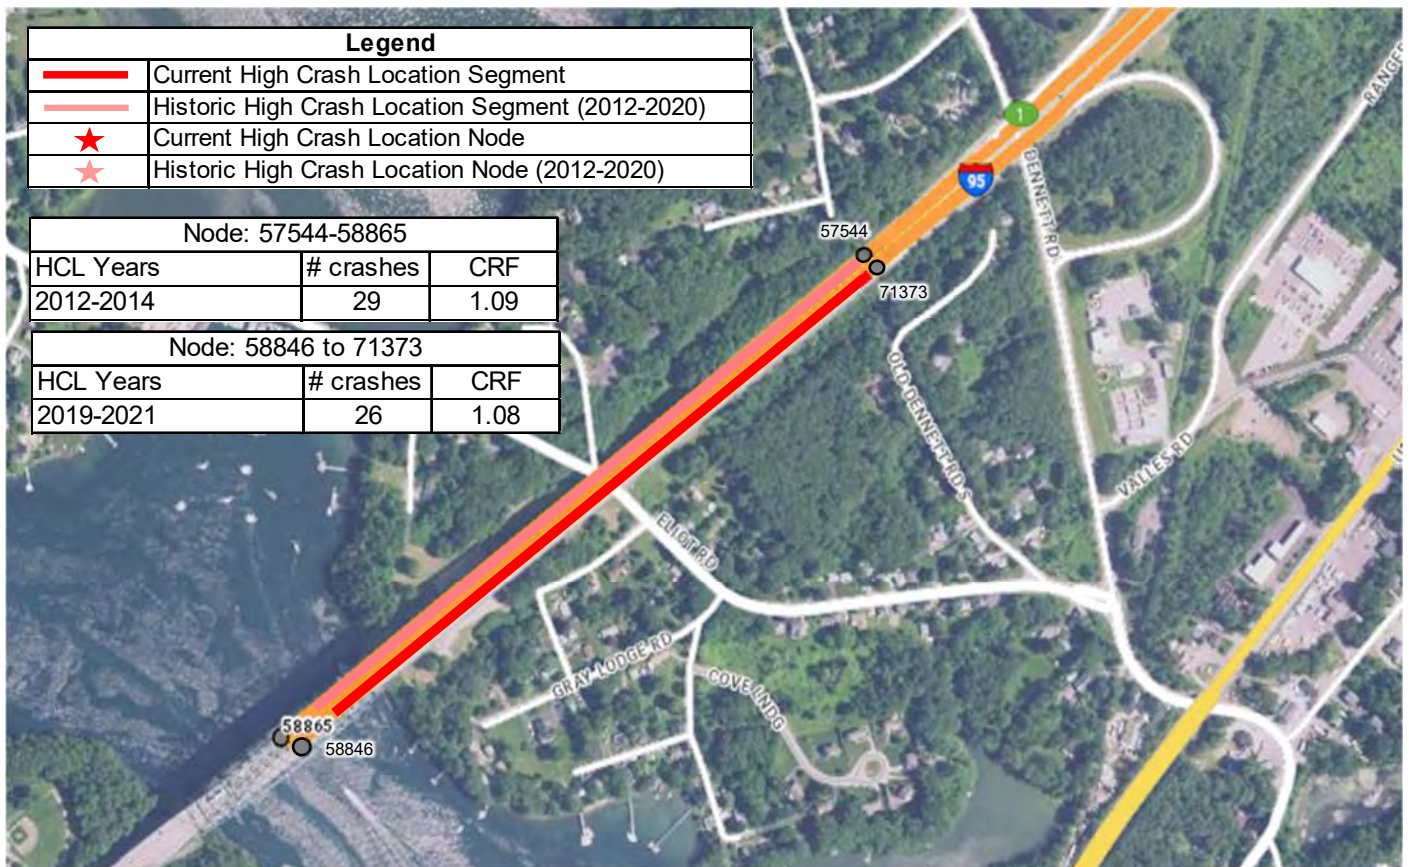 Legend
Current High Crash Location Segment
Historic High Crash Location Segment (2012-2020)
Current High Crash Location Node
Historic High Crash Location Node (2012-2020)
Node: 57544-58865
HCL Years # crashes CRF
2012-2014 29 1.09
Node: 58846 to 71373
HCL Years # crashes CRF
2019-2021 26 1.08
1
95
DENNETT RD
57544
71373
OLD DENNETT RD S
VALLES RD
ELIOT RD
GRAY LODGE RD
COVE LNDG
58865
58846